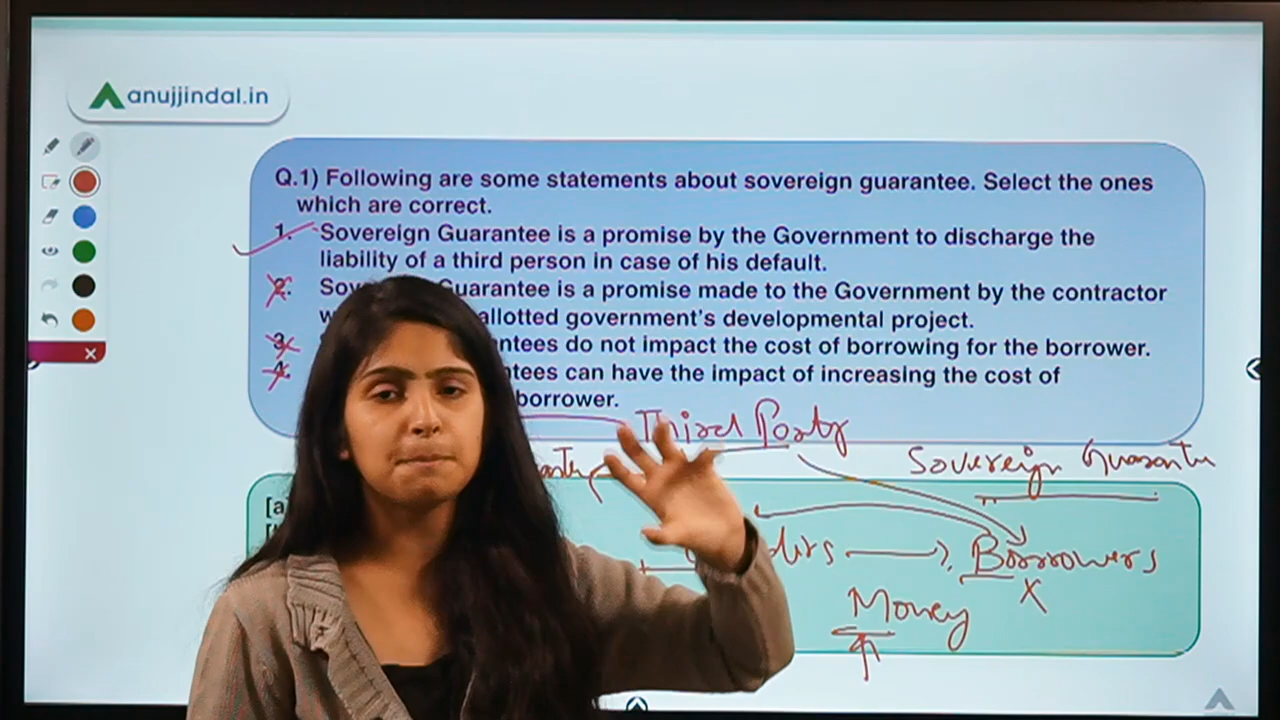 anujjindal.in
Q.1) Following are some statements about sovereign guarantee. Select the ones
which are correct.
1. Sovereign Guarantee is a promise by the Government to discharge the
liability of a third person in case of his default.
2. Guarantee is a promise made to the Government by the contractor
allotted government's developmental project.
3. do not impact the cost of borrowing for the borrower.
4. can have the impact of increasing the cost of
borrower.
Third Party
Sovereign
[a]
Borrowers
X
Money